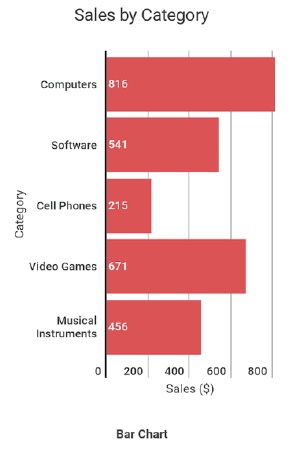 Sales by Category
Category
Computers 816
Software 541
Cell Phones 215
Video Games 671
Musical
Instruments 456
0 200 400 600 800
Sales ($)
Bar Chart